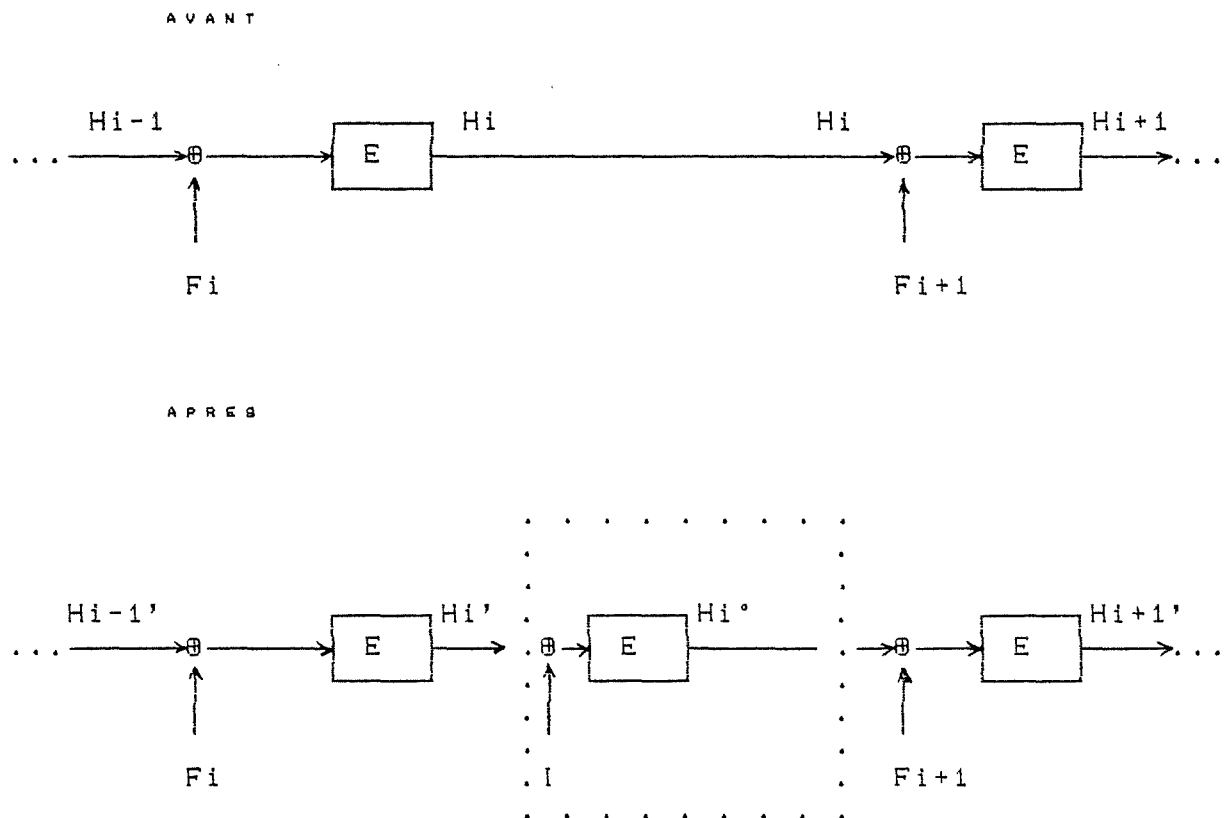 AVANT
Hi-1 Hi Hi Hi+1
... E E ...
Fi Fi+1
APRES
Hi-1' Hi' Hi° Hi+1'
... E E E ...
Fi I Fi+1